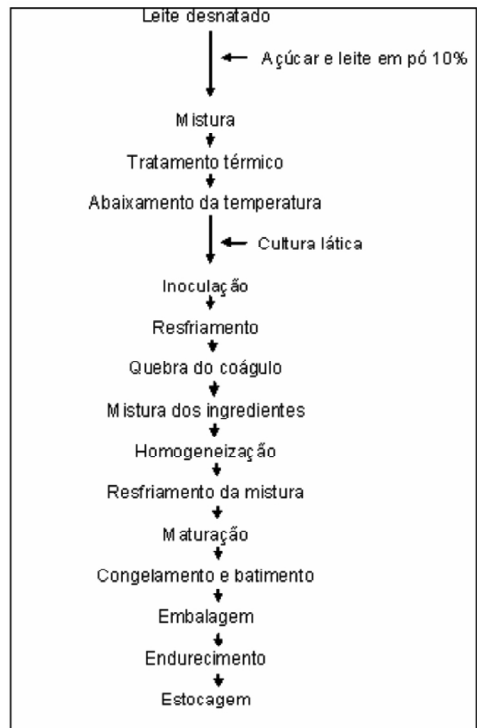 Leite desnatado
Açúcar e leite em pó 10%
Mistura
Tratamento térmico
Abaixamento da temperatura
Cultura lática
Inoculação
Resfriamento
Quebra do coágulo
Mistura dos ingredientes
Homogeneização
Resfriamento da mistura
Maturação
Congelamento e batimento
Embalagem
Endurecimento
Estocagem